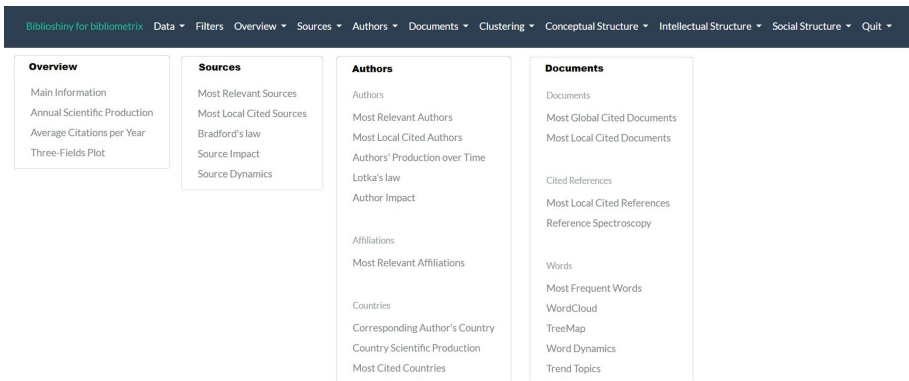 Biblioshiny for bibliometrix Data Filters Overview Sources Authors Documents Clustering Conceptual Structure Intellectual Structure Social Structure Quit
Overview
Main Information
Annual Scientific Production
Average Citations per Year
Three-Fields Plot
Sources
Most Relevant Sources
Most Local Cited Sources
Bradford's law
Source Impact
Source Dynamics
Authors
Authors
Most Relevant Authors
Most Local Cited Authors
Authors' Production over Time
Lotka's law
Author Impact
Affiliations
Most Relevant Affiliations
Countries
Corresponding Author's Country
Country Scientific Production
Most Cited Countries
Documents
Documents
Most Global Cited Documents
Most Local Cited Documents
Cited References
Most Local Cited References
Reference Spectroscopy
Words
Most Frequent Words
WordCloud
TreeMap
Word Dynamics
Trend Topics